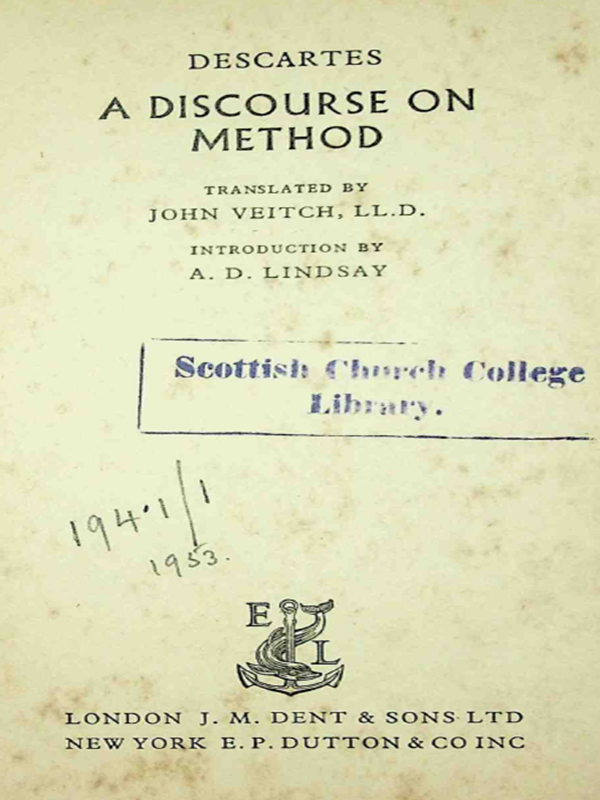 DESCARTES
A DISCOURSE ON
METHOD
TRANSLATED BY
JOHN VEITCH, LL.D.
INTRODUCTION BY
A. D. LINDSAY
Scottish Church College
Library.
194·1/1
1953.
E L
LONDON J. M. DENT & SONS LTD
NEW YORK E. P. DUTTON & CO INC